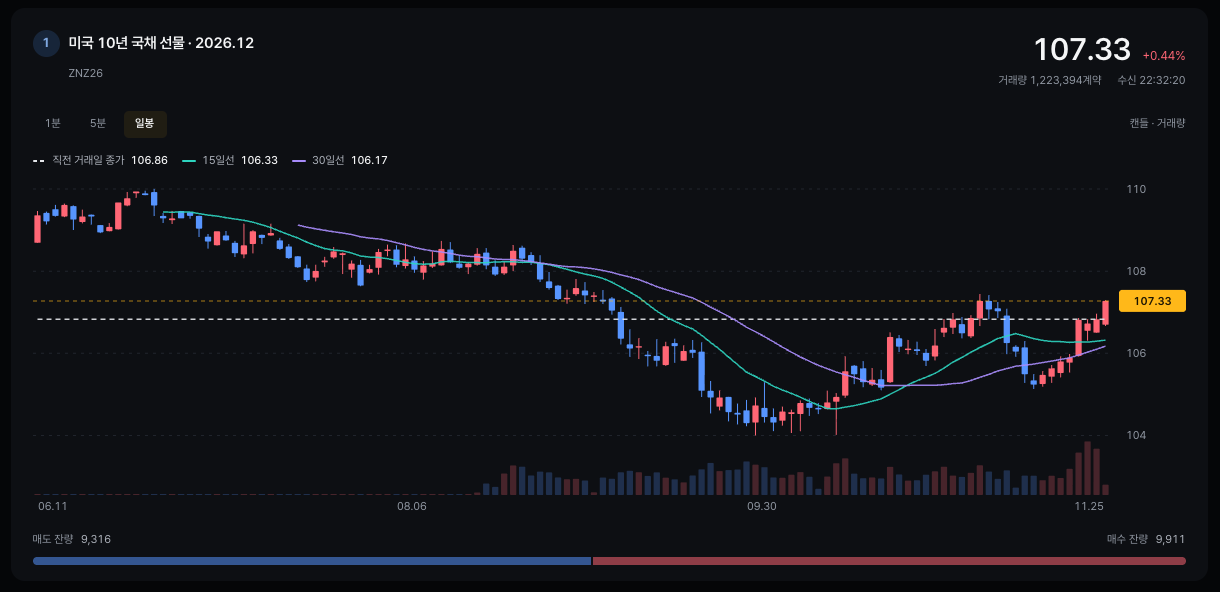 1 미국 10년 국채 선물 · 2026.12
ZNZ26
107.33 +0.44%
거래량 1,223,394계약 수신 22:32:20
1분 5분 일봉
캔들 · 거래량
직전 거래일 종가 106.86 15일선 106.33 30일선 106.17
110
108
107.33
106
104
06.11 08.06 09.30 11.25
매도 잔량 9,316
매수 잔량 9,911